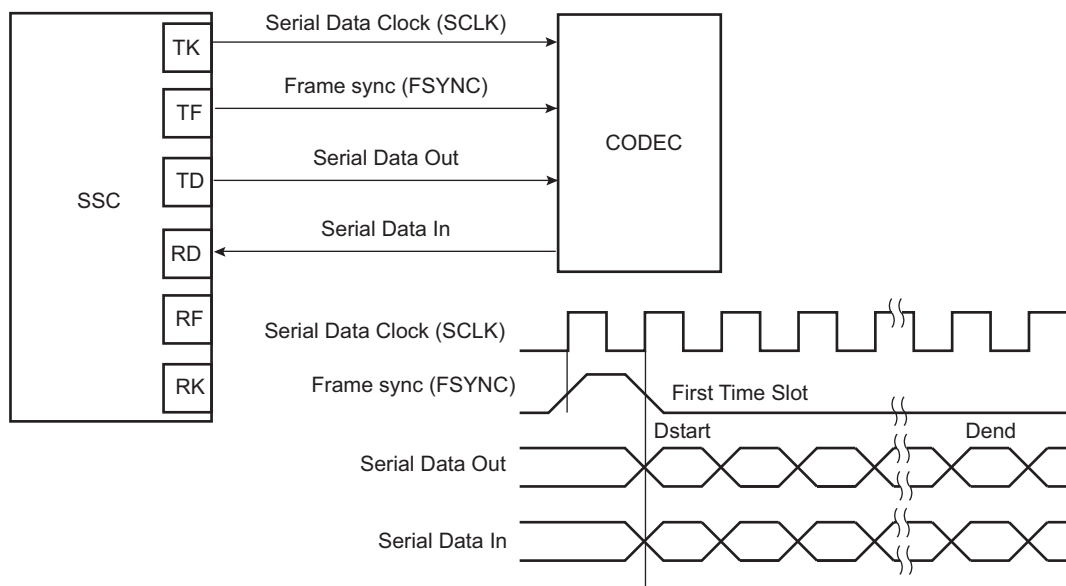 Serial Data Clock (SCLK)
TK
Frame sync (FSYNC)
TF
CODEC
Serial Data Out
TD
SSC
Serial Data In
RD
RF
Serial Data Clock (SCLK)
RK
Frame sync (FSYNC)
First Time Slot
Dstart
Dend
Serial Data Out
Serial Data In